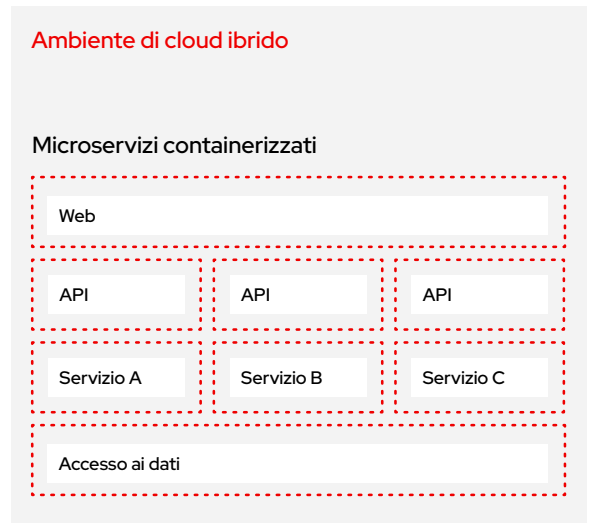 Ambiente di cloud ibrido
Microservizi containerizzati
Web
API
API
API
Servizio A
Servizio B
Servizio C
Accesso ai dati